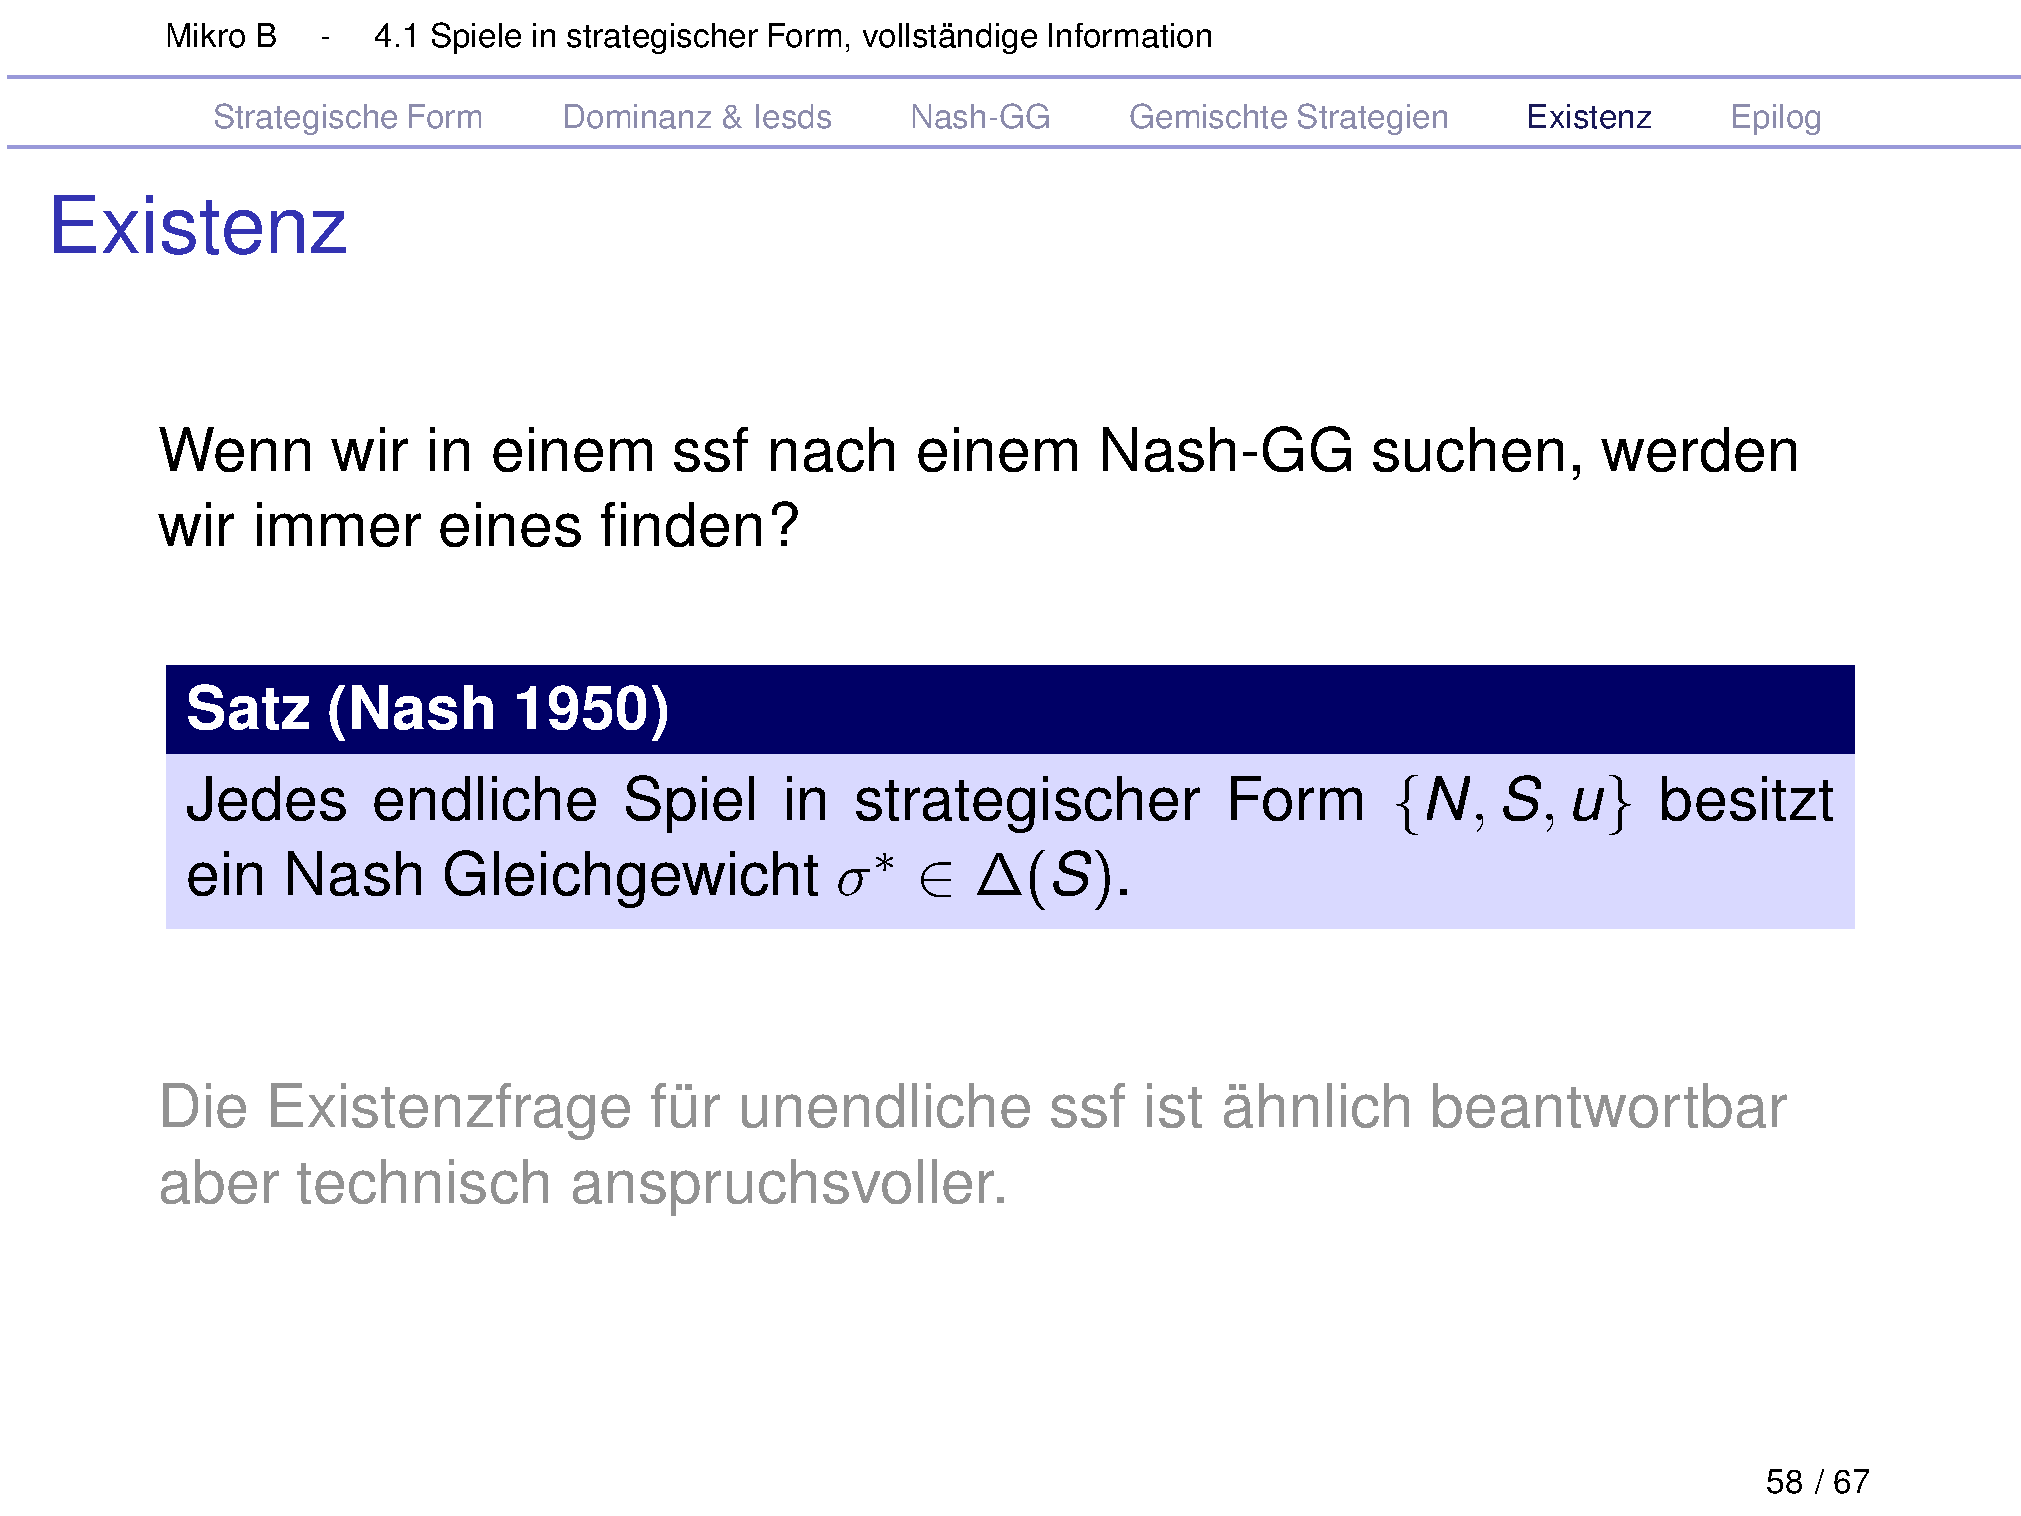 Mikro B - 4.1 Spiele in strategischer Form, vollständige Information
Strategische Form Dominanz & Iesds Nash-GG Gemischte Strategien Existenz Epilog
Existenz
Wenn wir in einem ssf nach einem Nash-GG suchen, werden
wir immer eines finden?
Satz (Nash 1950)
Jedes endliche Spiel in strategischer Form {N, S, u} besitzt
ein Nash Gleichgewicht σ* ∈ Δ(S).
Die Existenzfrage für unendliche ssf ist ähnlich beantwortbar
aber technisch anspruchsvoller.
58 / 67